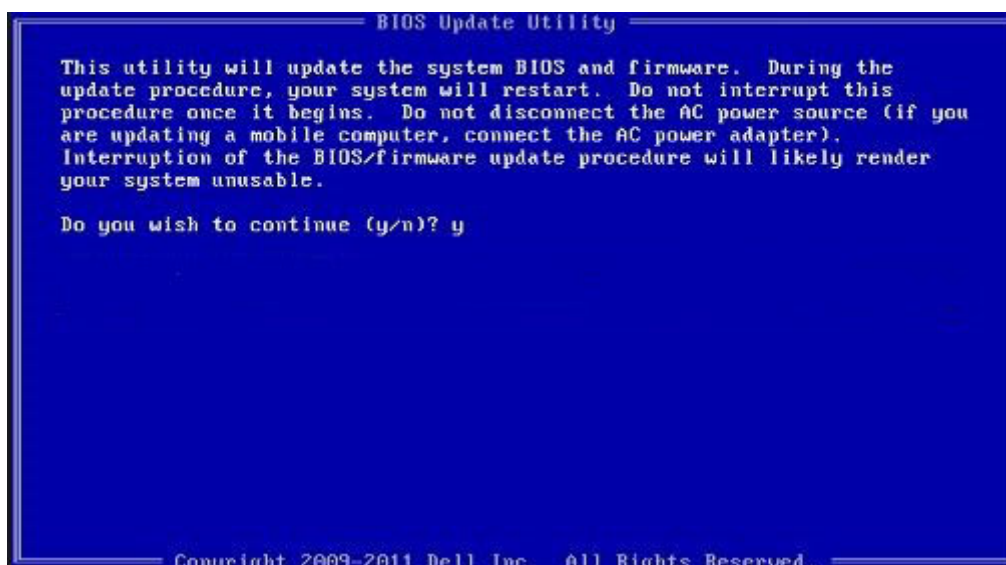 BIOS Update Utility
This utility will update the system BIOS and firmware. During the
update procedure, your system will restart. Do not interrupt this
procedure once it begins. Do not disconnect the AC power source (if you
are updating a mobile computer, connect the AC power adapter).
Interruption of the BIOS/firmware update procedure will likely render
your system unusable.
Do you wish to continue (y/n)? y
Copyright 2009-2011 Dell Inc. All Rights Reserved.